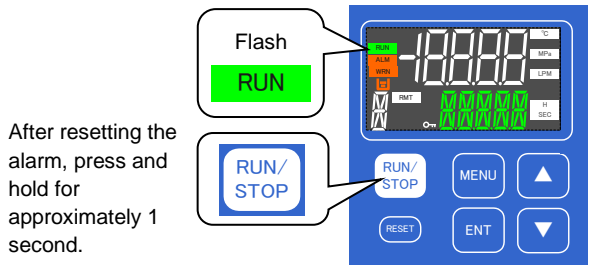 Flash
RUN
After resetting the
alarm, press and
hold for
approximately 1
second.
RUN/
STOP
RUN
ALM
WRN
RMT
°C
MPa
LPM
H
SEC
RUN/
STOP
MENU
RESET
ENT